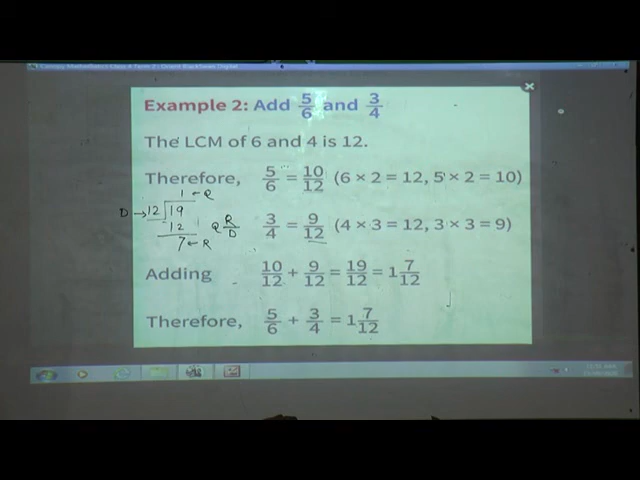 Example 2: Add 5/6 and 3/4
The LCM of 6 and 4 is 12.
Therefore, 5/6 = 10/12 (6 × 2 = 12, 5 × 2 = 10)
1 ← Q
D → 12 19
- 12
7 ← R
Q R/D
3/4 = 9/12 (4 × 3 = 12, 3 × 3 = 9)
Adding 10/12 + 9/12 = 19/12 = 1 7/12
Therefore, 5/6 + 3/4 = 1 7/12